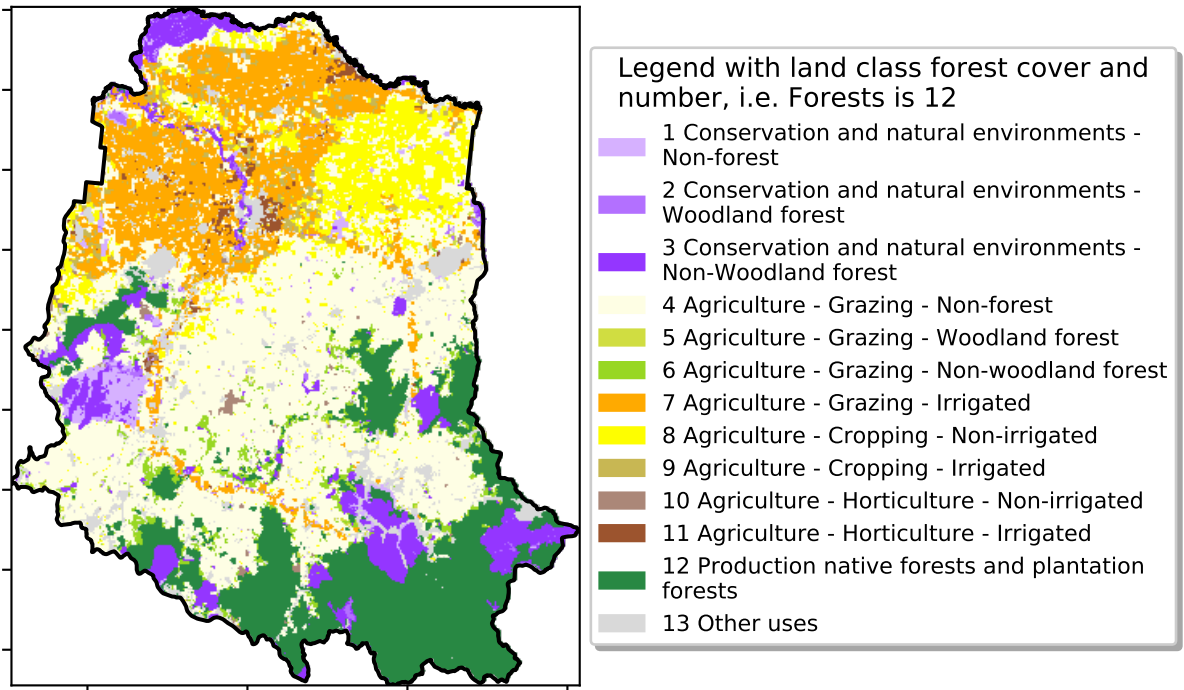 Legend with land class forest cover and
number, i.e. Forests is 12
1 Conservation and natural environments -
Non-forest
2 Conservation and natural environments -
Woodland forest
3 Conservation and natural environments -
Non-Woodland forest
4 Agriculture - Grazing - Non-forest
5 Agriculture - Grazing - Woodland forest
6 Agriculture - Grazing - Non-woodland forest
7 Agriculture - Grazing - Irrigated
8 Agriculture - Cropping - Non-irrigated
9 Agriculture - Cropping - Irrigated
10 Agriculture - Horticulture - Non-irrigated
11 Agriculture - Horticulture - Irrigated
12 Production native forests and plantation
forests
13 Other uses